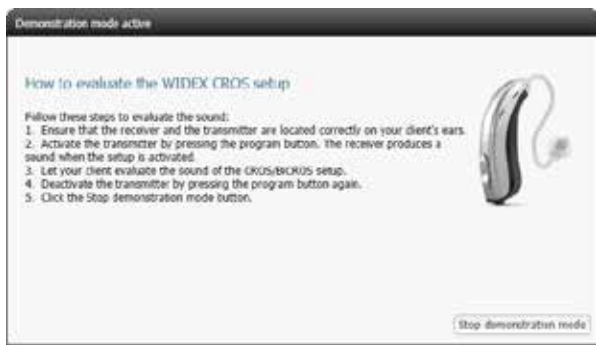 Demonstration mode active
How to evaluate the WIDEX CROS setup
Follow these steps to evaluate the sound:
1. Ensure that the receiver and the transmitter are located correctly on your client's ears.
2. Activate the transmitter by pressing the program button. The receiver produces a
sound when the setup is activated.
3. Let your client evaluate the sound of the CROS/BICROS setup.
4. Deactivate the transmitter by pressing the program button again.
5. Click the Stop demonstration mode button.
Stop demonstration mode